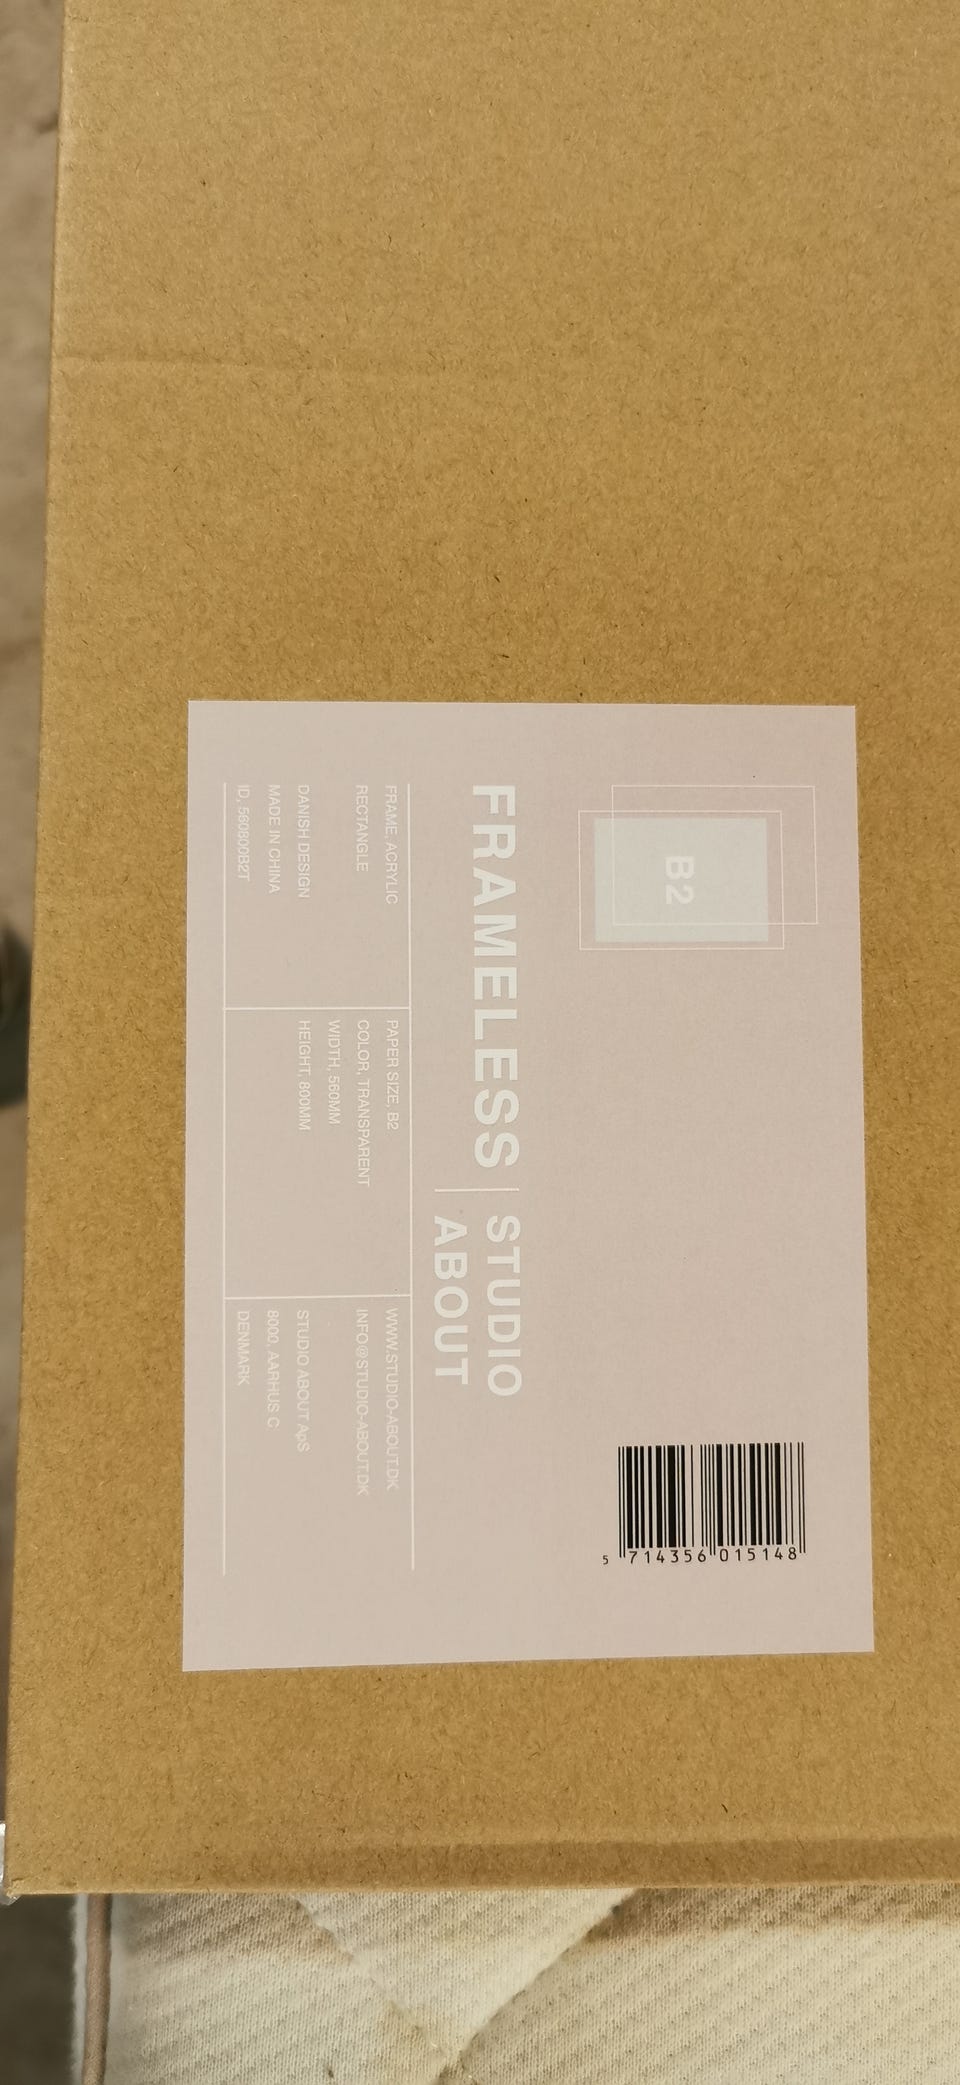 B2
5 714356 015148
FRAMELESS
STUDIO
ABOUT
FRAME, ACRYLIC
RECTANGLE
DANISH DESIGN
MADE IN CHINA
ID, 560800B2T
PAPER SIZE, B2
COLOR, TRANSPARENT
WIDTH, 560MM
HEIGHT, 800MM
WWW.STUDIO-ABOUT.DK
INFO@STUDIO-ABOUT.DK
STUDIO ABOUT ApS
8000, AARHUS C
DENMARK